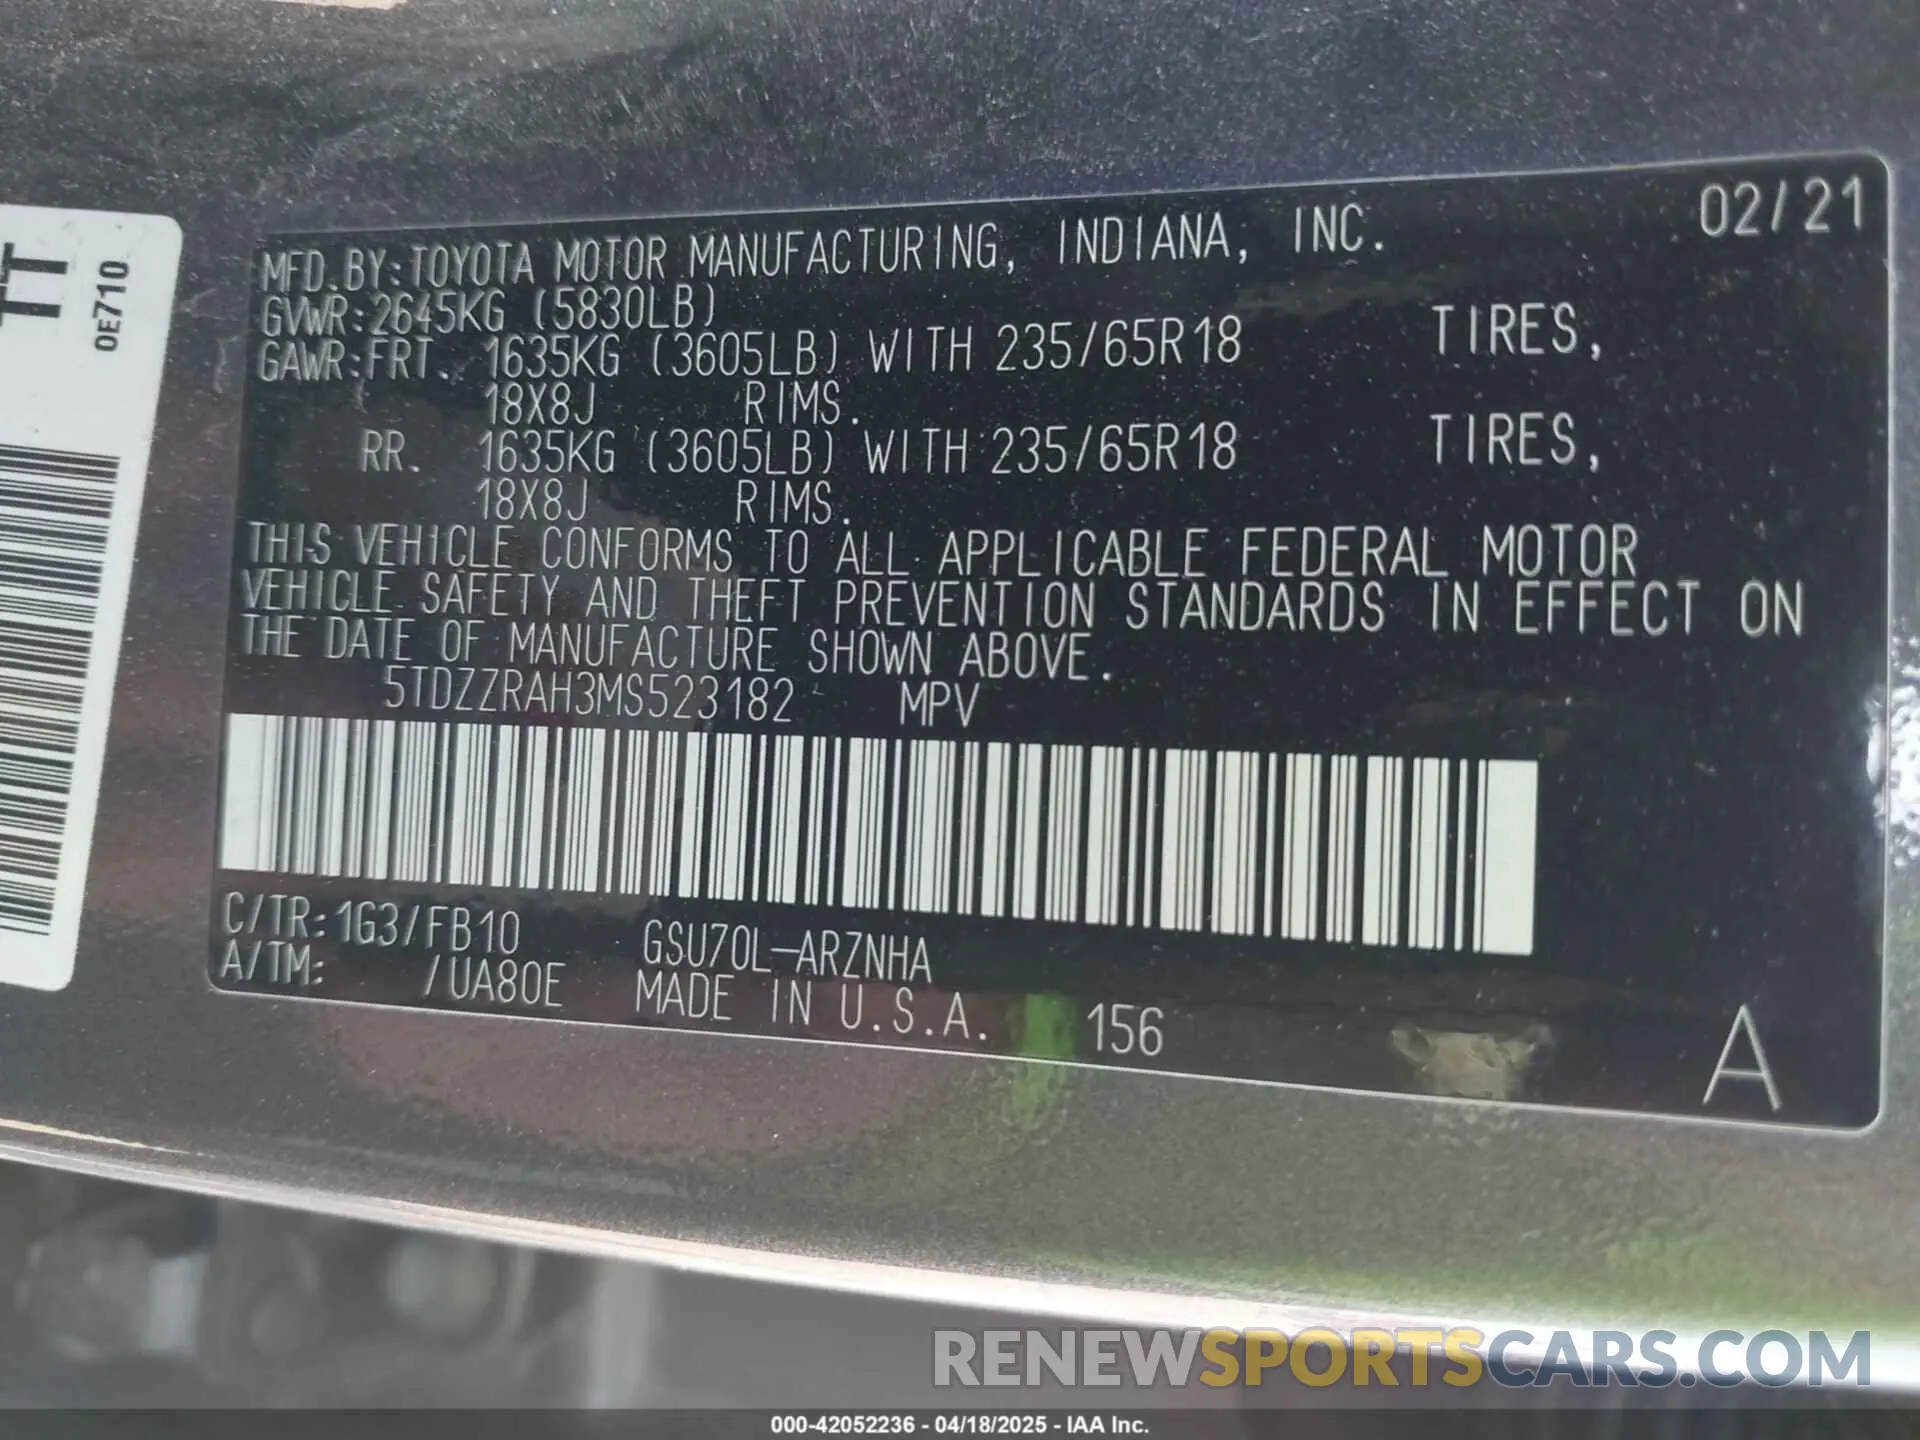 TT
0E710
02/21
MFD.BY:TOYOTA MOTOR MANUFACTURING, INDIANA, INC.
GVWR:2645KG (5830LB)
GAWR:FRT. 1635KG (3605LB) WITH 235/65R18 TIRES,
18X8J RIMS.
RR. 1635KG (3605LB) WITH 235/65R18 TIRES,
18X8J RIMS.
THIS VEHICLE CONFORMS TO ALL APPLICABLE FEDERAL MOTOR
VEHICLE SAFETY AND THEFT PREVENTION STANDARDS IN EFFECT ON
THE DATE OF MANUFACTURE SHOWN ABOVE.
5TDZZRAH3MS523182 MPV
C/TR:1G3/FB10 GSU70L-ARZNHA
A/TM: /UA80E MADE IN U.S.A. 156 A
RENEWSPORTSCARS.COM
000-42052236 - 04/18/2025 - IAA Inc.